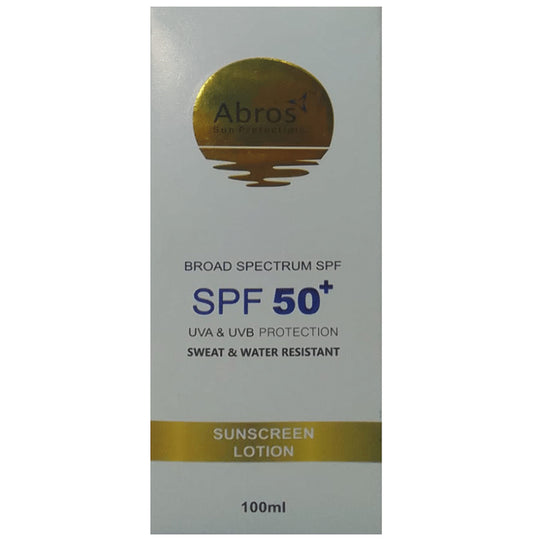 Abros
Sun Protection
BROAD SPECTRUM SPF
SPF 50+
UVA & UVB PROTECTION
SWEAT & WATER RESISTANT
SUNSCREEN
LOTION
100ml